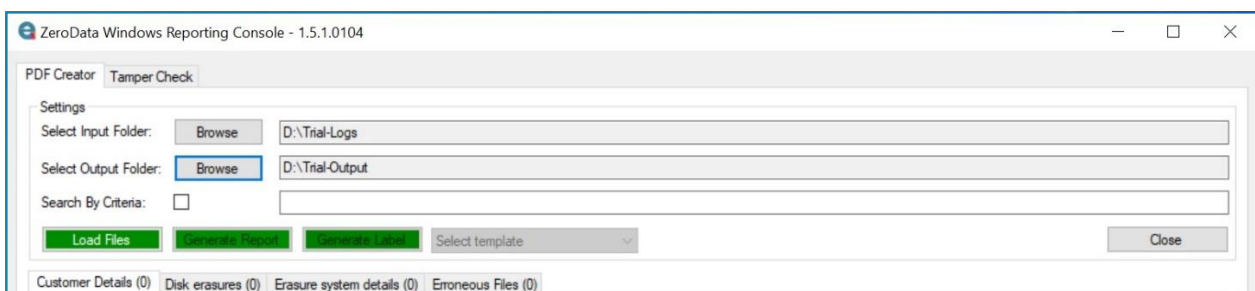 ZeroData Windows Reporting Console - 1.5.1.0104
PDF Creator Tamper Check
Settings
Select Input Folder: Browse D:\Trial-Logs
Select Output Folder: Browse D:\Trial-Output
Search By Criteria:
Load Files Generate Report Generate Label Select template Close
Customer Details (0) Disk erasures (0) Erasure system details (0) Erroneous Files (0)